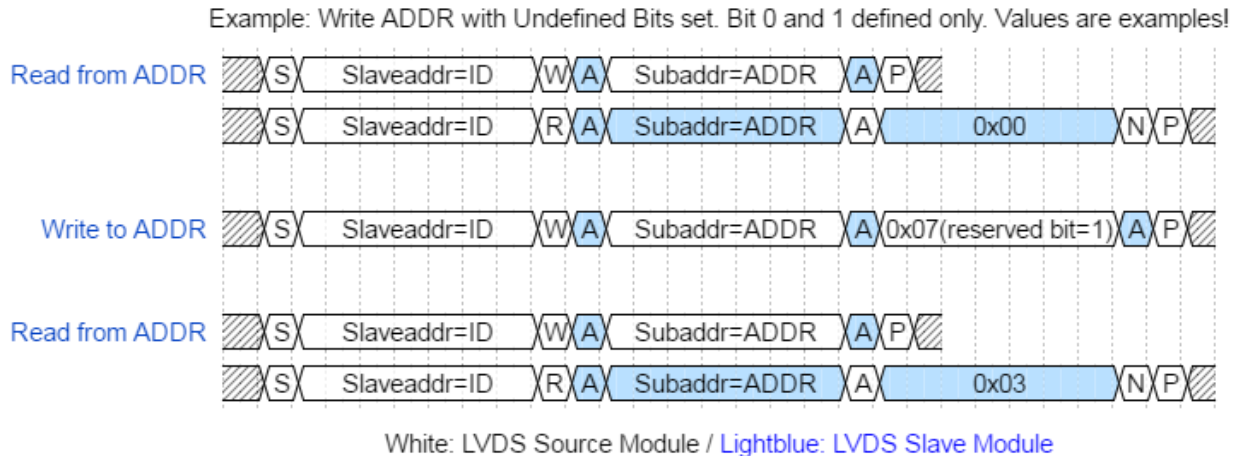 Example: Write ADDR with Undefined Bits set. Bit 0 and 1 defined only. Values are examples!
Read from ADDR S Slaveaddr=ID W A Subaddr=ADDR A P
S Slaveaddr=ID R A Subaddr=ADDR A 0x00 N P
Write to ADDR S Slaveaddr=ID W A Subaddr=ADDR A 0x07(reserved bit=1) A P
Read from ADDR S Slaveaddr=ID W A Subaddr=ADDR A P
S Slaveaddr=ID R A Subaddr=ADDR A 0x03 N P
White: LVDS Source Module / Lightblue: LVDS Slave Module